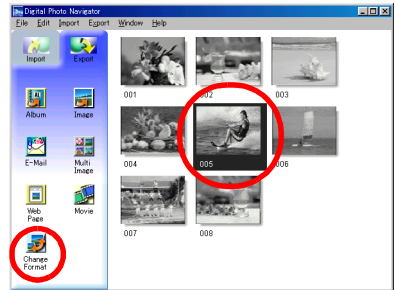 Digital Photo Navigator
File Edit Import Export Window Help
Import Export
Album Image
E-Mail Multi Image
Web Page Movie
Change Format
001 002 003
004 005 006
007 008